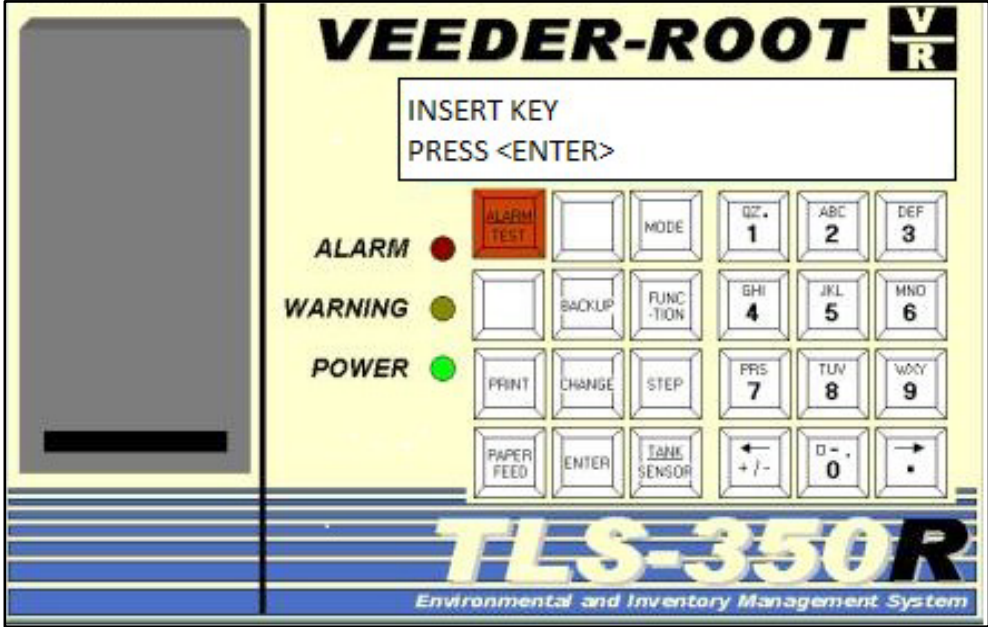 VEEDER-ROOT
V
R
INSERT KEY
PRESS <ENTER>
ALARM
WARNING
POWER
ALARM TEST
MODE
QZ. 1
ABC 2
DEF 3
BACKUP
FUNC -TION
GHI 4
JKL 5
MNO 6
PRINT
CHANGE
STEP
PRS 7
TUV 8
WXY 9
PAPER FEED
ENTER
TANK SENSOR
← +/-
□-, 0
→ .
TLS-350R
Environmental and Inventory Management System